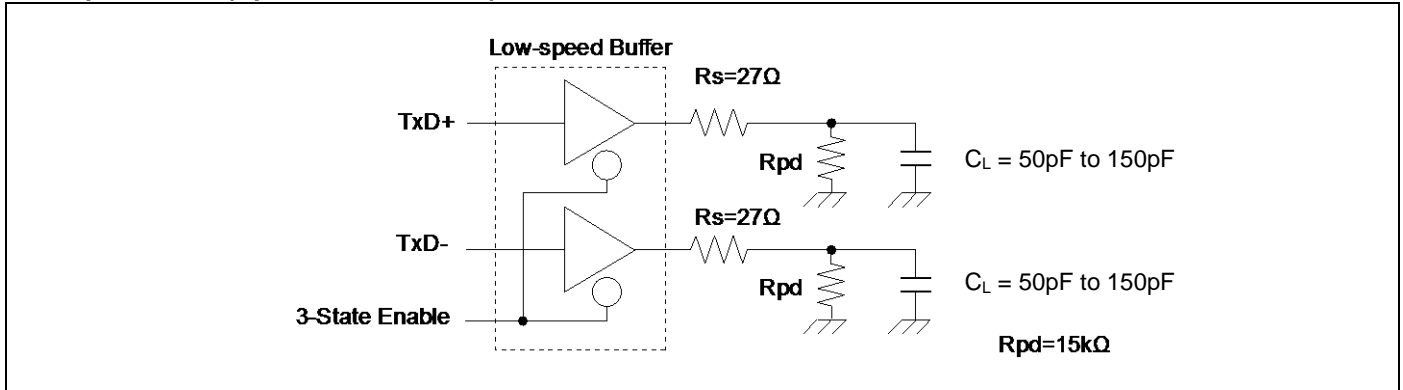 Low-speed Buffer
Rs=27Ω
TxD+
Rpd
CL = 50pF to 150pF
Rs=27Ω
TxD-
Rpd
CL = 50pF to 150pF
3-State Enable
Rpd=15kΩ